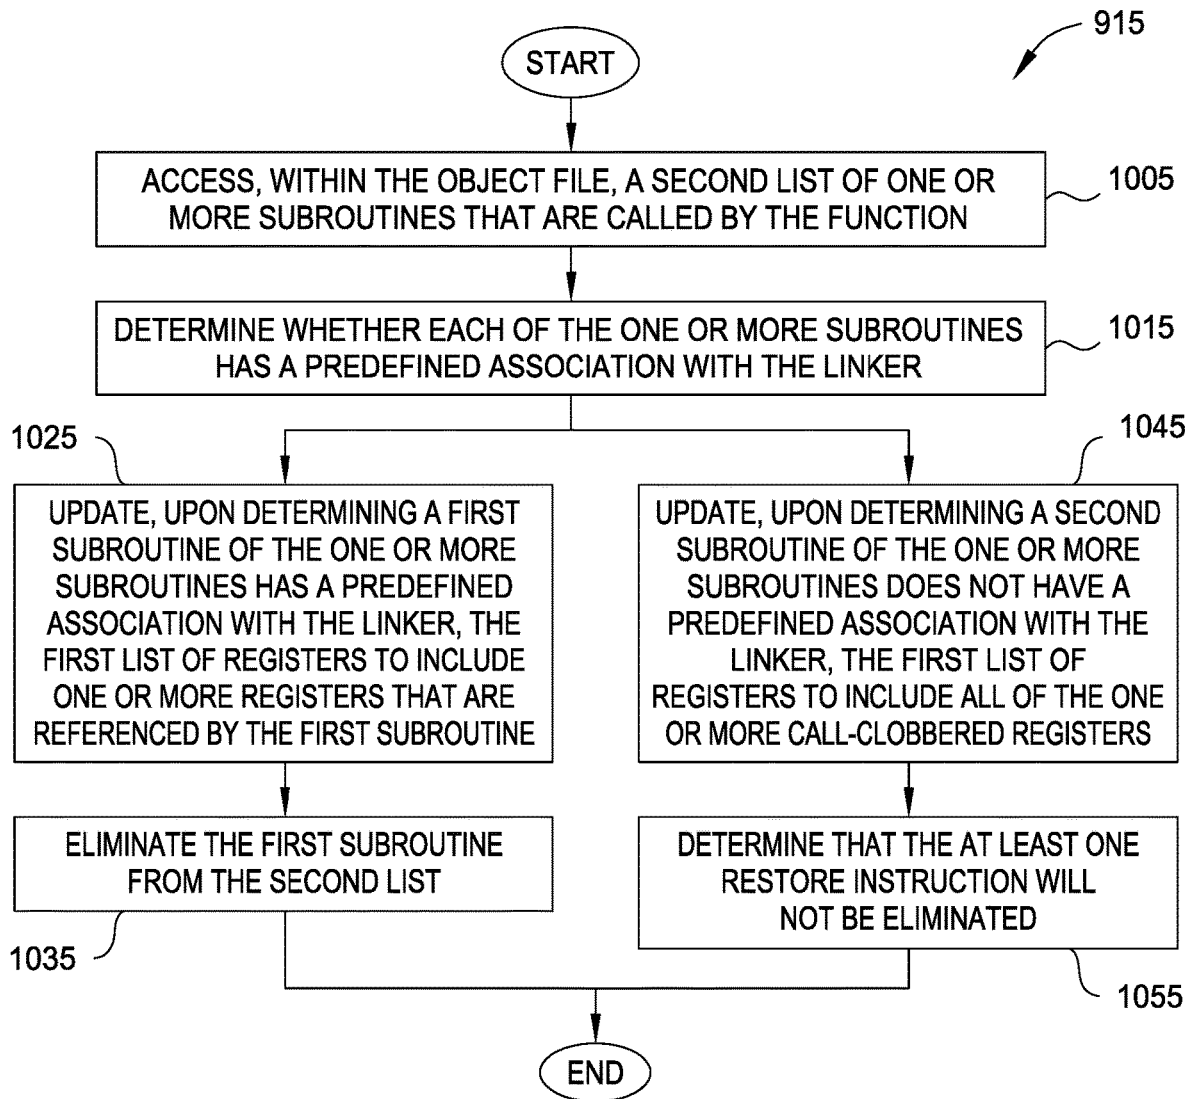 915
START
ACCESS, WITHIN THE OBJECT FILE, A SECOND LIST OF ONE OR
MORE SUBROUTINES THAT ARE CALLED BY THE FUNCTION
1005
DETERMINE WHETHER EACH OF THE ONE OR MORE SUBROUTINES
HAS A PREDEFINED ASSOCIATION WITH THE LINKER
1015
1025
UPDATE, UPON DETERMINING A FIRST
SUBROUTINE OF THE ONE OR MORE
SUBROUTINES HAS A PREDEFINED
ASSOCIATION WITH THE LINKER, THE
FIRST LIST OF REGISTERS TO INCLUDE
ONE OR MORE REGISTERS THAT ARE
REFERENCED BY THE FIRST SUBROUTINE
1045
UPDATE, UPON DETERMINING A SECOND
SUBROUTINE OF THE ONE OR MORE
SUBROUTINES DOES NOT HAVE A
PREDEFINED ASSOCIATION WITH THE
LINKER, THE FIRST LIST OF
REGISTERS TO INCLUDE ALL OF THE ONE
OR MORE CALL-CLOBBERED REGISTERS
ELIMINATE THE FIRST SUBROUTINE
FROM THE SECOND LIST
1035
DETERMINE THAT THE AT LEAST ONE
RESTORE INSTRUCTION WILL
NOT BE ELIMINATED
1055
END